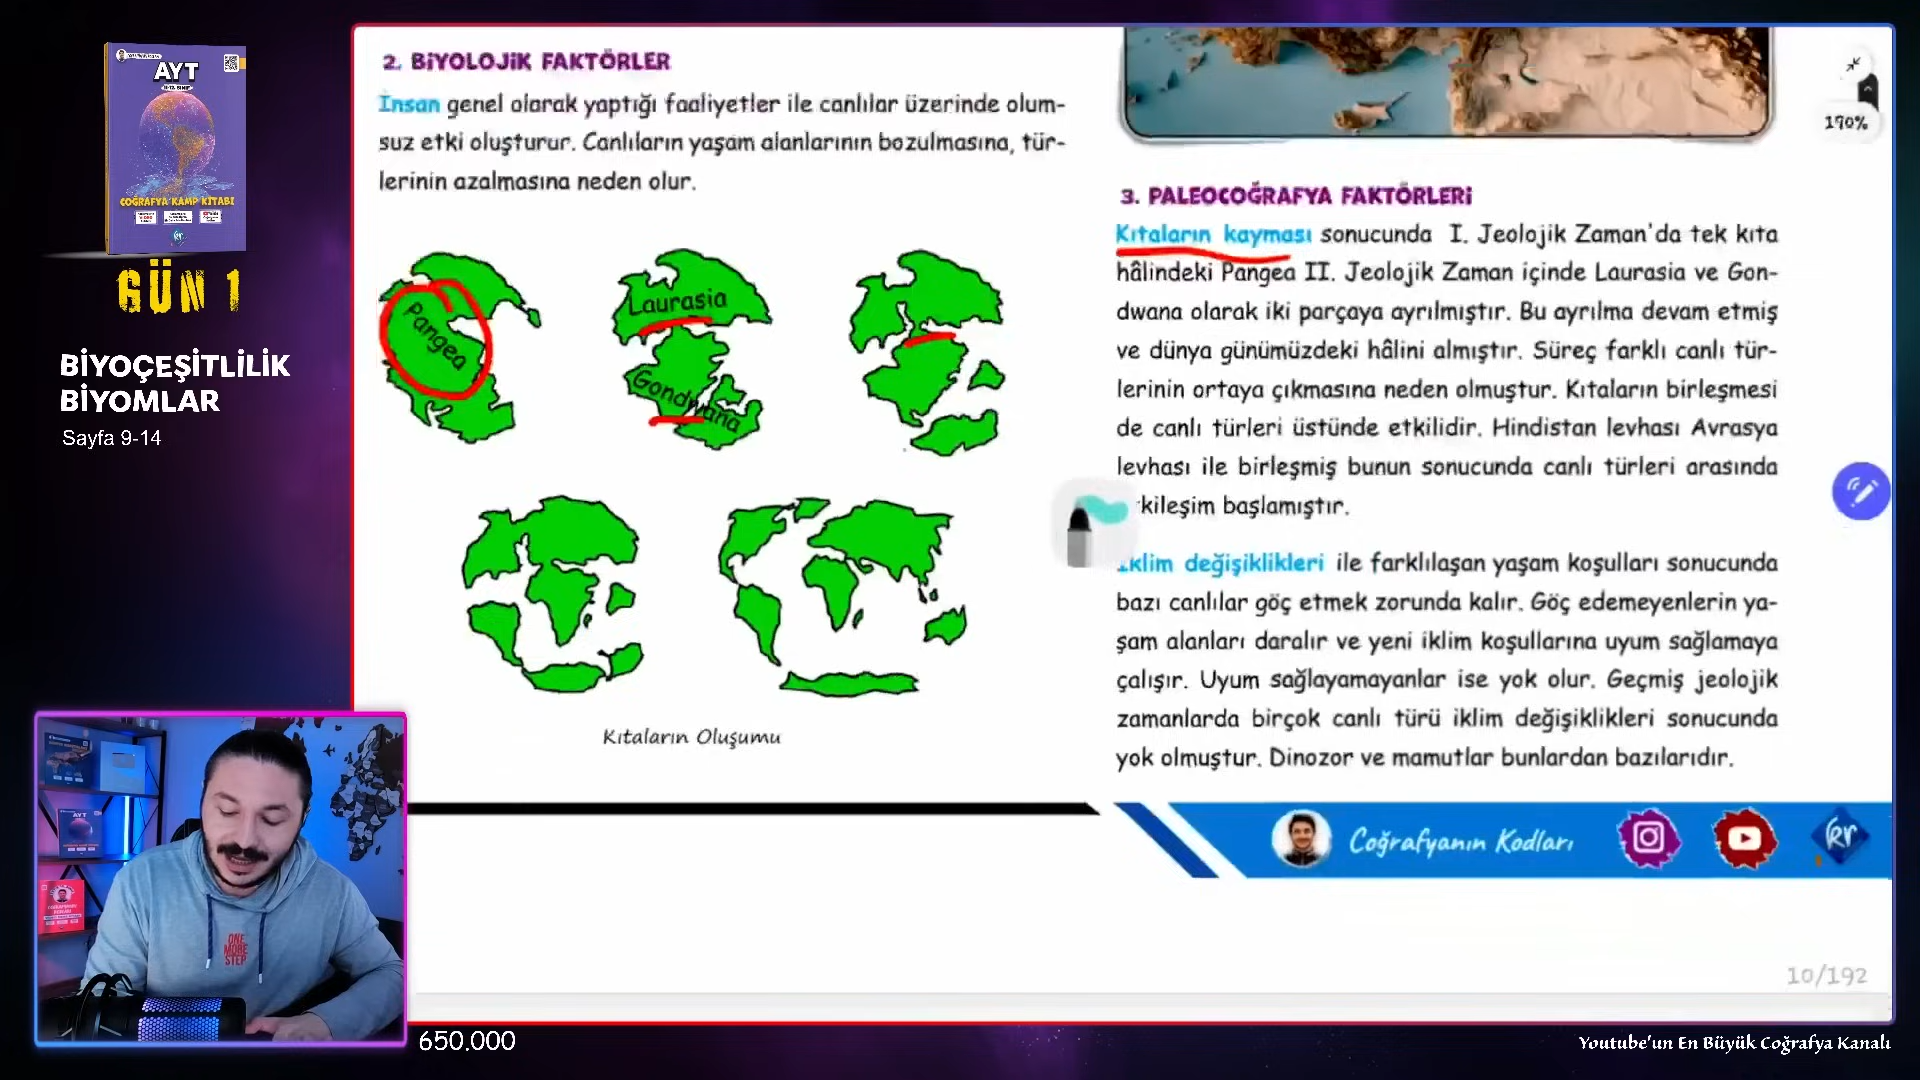 AYT
COĞRAFYA KAMP KİTABI
GÜN 1
BİYOÇEŞİTLİLİK
BİYOMLAR
Sayfa 9-14
2. BİYOLOJİK FAKTÖRLER
İnsan genel olarak yaptığı faaliyetler ile canlılar üzerinde olum-
suz etki oluşturur. Canlıların yaşam alanlarının bozulmasına, tür-
lerinin azalmasına neden olur.
Pangea
Laurasia
Gondwana
Kıtaların Oluşumu
190%
3. PALEOCOĞRAFYA FAKTÖRLERİ
Kıtaların kayması sonucunda I. Jeolojik Zaman'da tek kıta
hâlindeki Pangea II. Jeolojik Zaman içinde Laurasia ve Gon-
dwana olarak iki parçaya ayrılmıştır. Bu ayrılma devam etmiş
ve dünya günümüzdeki hâlini almıştır. Süreç farklı canlı tür-
lerinin ortaya çıkmasına neden olmuştur. Kıtaların birleşmesi
de canlı türleri üstünde etkilidir. Hindistan levhası Avrasya
levhası ile birleşmiş bunun sonucunda canlı türleri arasında
kileşim başlamıştır.
İklim değişiklikleri ile farklılaşan yaşam koşulları sonucunda
bazı canlılar göç etmek zorunda kalır. Göç edemeyenlerin ya-
şam alanları daralır ve yeni iklim koşullarına uyum sağlamaya
çalışır. Uyum sağlayamayanlar ise yok olur. Geçmiş jeolojik
zamanlarda birçok canlı türü iklim değişiklikleri sonucunda
yok olmuştur. Dinozor ve mamutlar bunlardan bazılarıdır.
Coğrafyanın Kodları
kr
10/192
ONE
MORE
STEP
AYT
650.000
Youtube'un En Büyük Coğrafya Kanalı